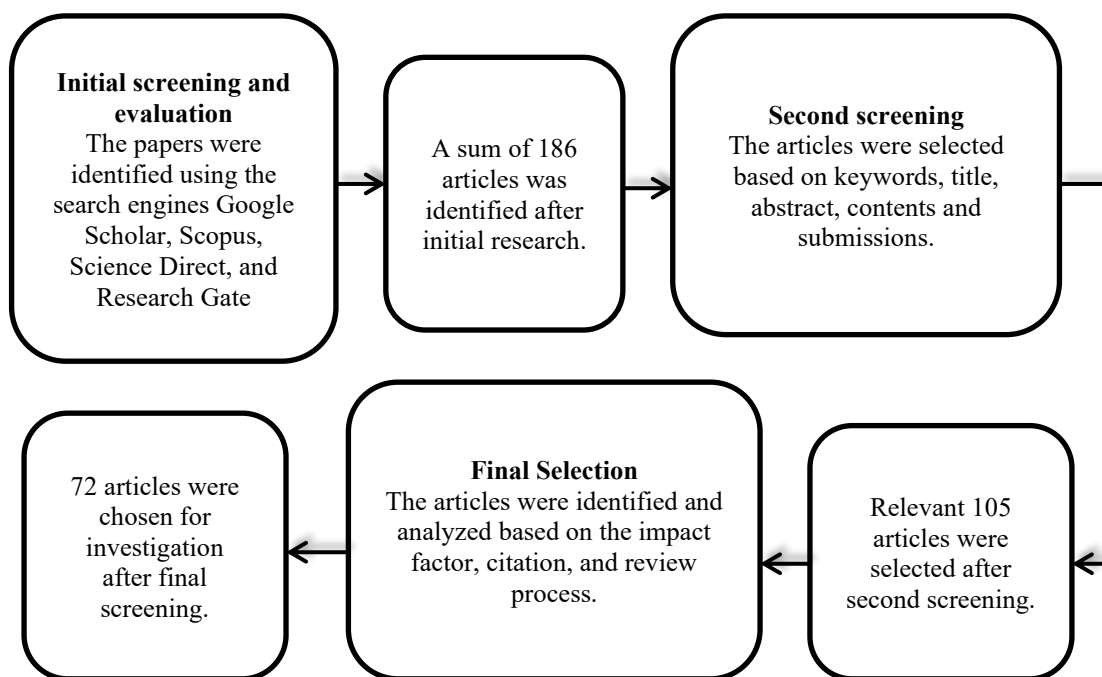 Initial screening and
evaluation
The papers were
identified using the
search engines Google
Scholar, Scopus,
Science Direct, and
Research Gate
A sum of 186
articles was
identified after
initial research.
Second screening
The articles were selected
based on keywords, title,
abstract, contents and
submissions.
Relevant 105
articles were
selected after
second screening.
Final Selection
The articles were identified and
analyzed based on the impact
factor, citation, and review
process.
72 articles were
chosen for
investigation
after final
screening.